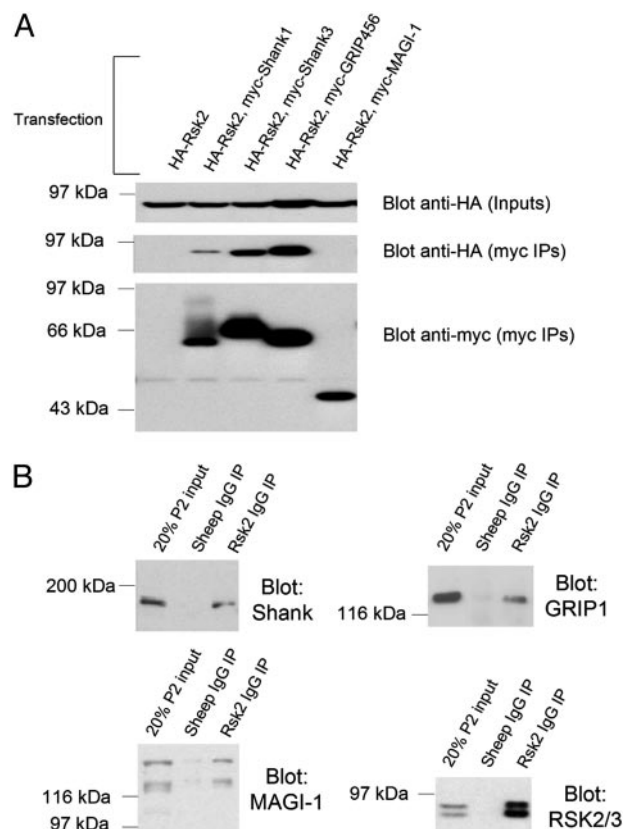 A
Transfection
HA-Rsk2
HA-Rsk2, myc-Shank1
HA-Rsk2, myc-Shank3
HA-Rsk2, myc-GRIP456
HA-Rsk2, myc-MAGI-1
97 kDa
Blot anti-HA (Inputs)
97 kDa
Blot anti-HA (myc IPs)
97 kDa
66 kDa
Blot anti-myc (myc IPs)
43 kDa
B
20% P2 input
Sheep IgG IP
Rsk2 IgG IP
200 kDa
Blot:
Shank
20% P2 input
Sheep IgG IP
Rsk2 IgG IP
116 kDa
Blot:
GRIP1
20% P2 input
Sheep IgG IP
Rsk2 IgG IP
116 kDa
97 kDa
Blot:
MAGI-1
20% P2 input
Sheep IgG IP
Rsk2 IgG IP
97 kDa
Blot:
RSK2/3